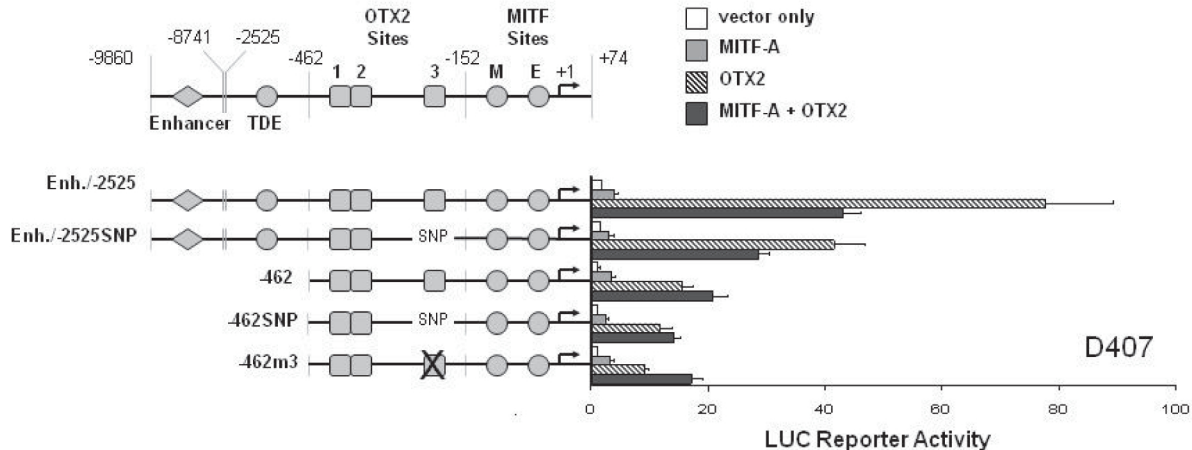 OTX2 Sites
MITF Sites
-9860
-8741
-2525
-462
-152
+74
1 2 3 M E +1
Enhancer TDE
vector only
MITF-A
OTX2
MITF-A + OTX2
Enh./-2525
Enh./-2525SNP
SNP
-462
-462SNP
SNP
-462m3
X
D407
0 20 40 60 80 100
LUC Reporter Activity